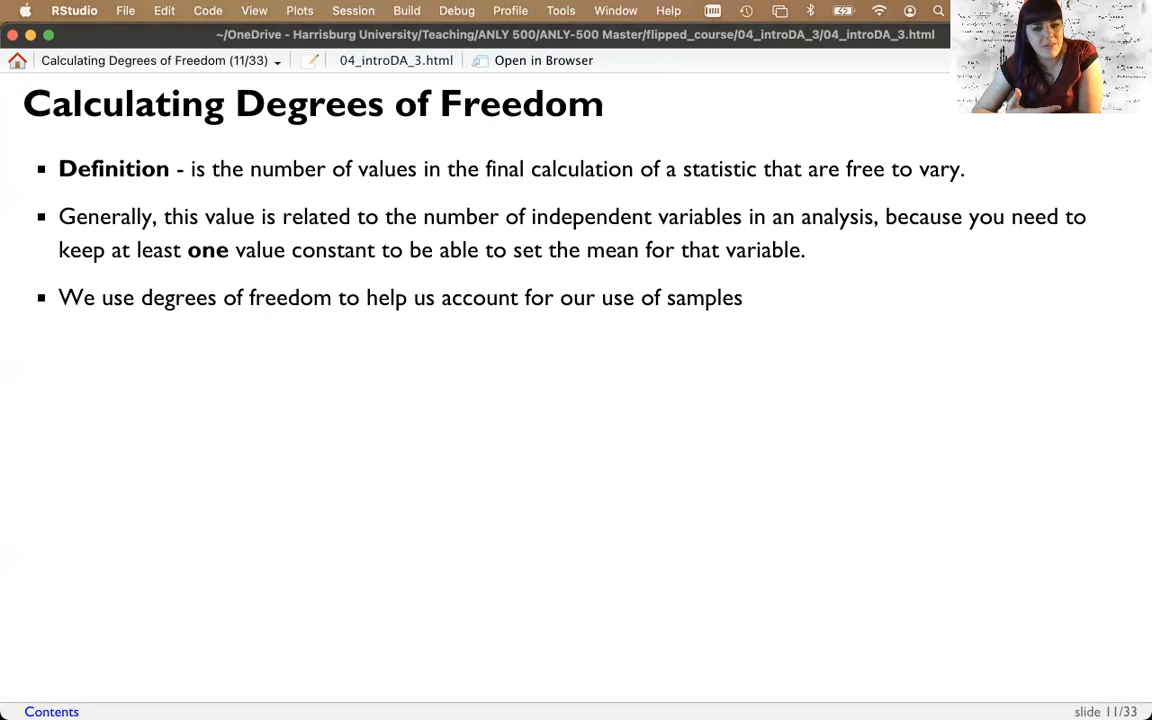 RStudio File Edit Code View Plots Session Build Debug Profile Tools Window Help
~/OneDrive - Harrisburg University/Teaching/ANLY 500/ANLY-500 Master/flipped_course/04_introDA_3/04_introDA_3.html
Calculating Degrees of Freedom (11/33) 04_introDA_3.html Open in Browser
Calculating Degrees of Freedom
▪ Definition - is the number of values in the final calculation of a statistic that are free to vary.
▪ Generally, this value is related to the number of independent variables in an analysis, because you need to
keep at least one value constant to be able to set the mean for that variable.
▪ We use degrees of freedom to help us account for our use of samples
Contents slide 11/33